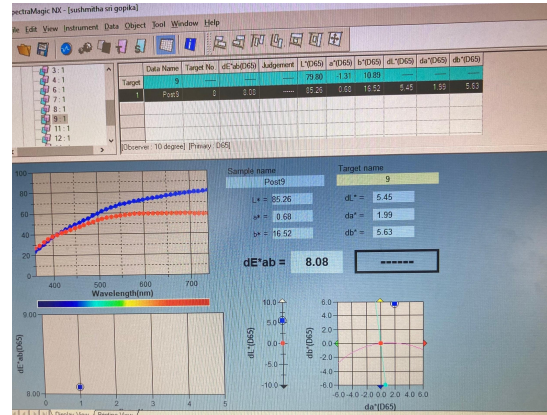 SpectraMagic NX - [sushmitha sri gopika]
File Edit View Instrument Data Object Tool Window Help
Data Name Target No dE*ab(D65) Judgement L*(D65) a*(D65) b*(D65) dL*(D65) da*(D65) db*(D65)
Target 9 ---- ---- 79.80 -1.31 10.89 ---- ---- ----
1 Post9 8.08 ---- 85.26 0.68 16.52 5.45 1.99 5.63
3 : 1
4 : 1
6 : 1
7 : 1
8 : 1
9 : 1
11 : 1
12 : 1
[Observer : 10 degree] [Primary : D65]
Sample name Target name
Post9 9
L* = 85.26 dL* = 5.45
a* = 0.68 da* = 1.99
b* = 16.52 db* = 5.63
dE*ab = 8.08 ------
100
80
60
40
20
400 500 600 700
Wavelength(nm)
9.00
dE*ab(D65)
8.00
0 1 2 3 4 5
10.0
5.0
0.0
-5.0
-10.0
dL*(D65)
6.0
4.0
2.0
0.0
-2.0
-4.0
-6.0
db*(D65)
-6.0 -4.0 -2.0 0.0 2.0 4.0 6.0
da*(D65)